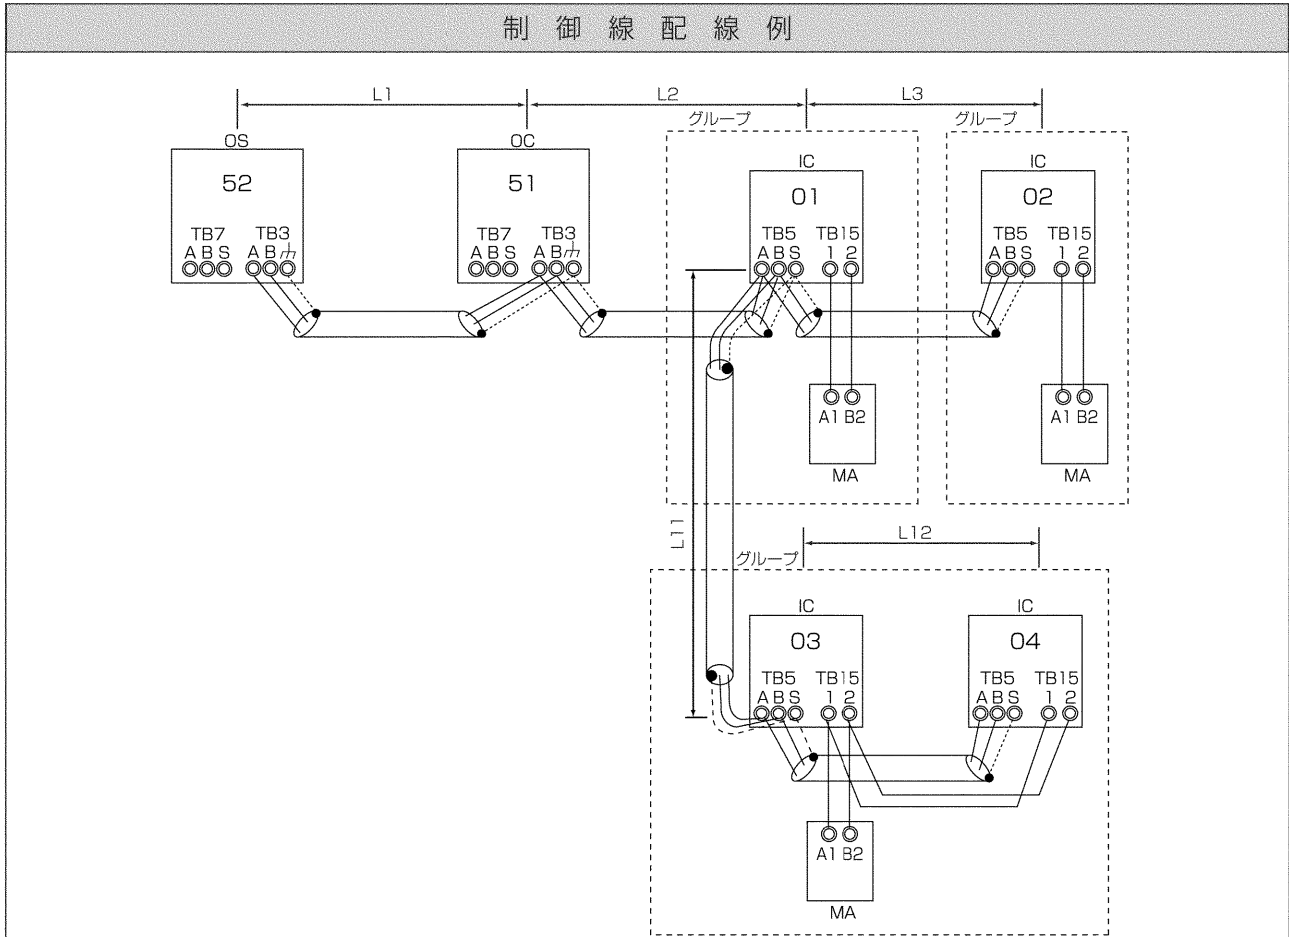 制御線配線例
L1 L2 L3
グループ グループ
OS OC IC IC
52 51 01 02
TB7 TB3 TB7 TB3 TB5 TB15 TB5 TB15
A B S A B A B S A B A B S 1 2 A B S 1 2
A1 B2 A1 B2
MA MA
L11
L12
グループ
IC IC
03 04
TB5 TB15 TB5 TB15
A B S 1 2 A B S 1 2
A1 B2
MA